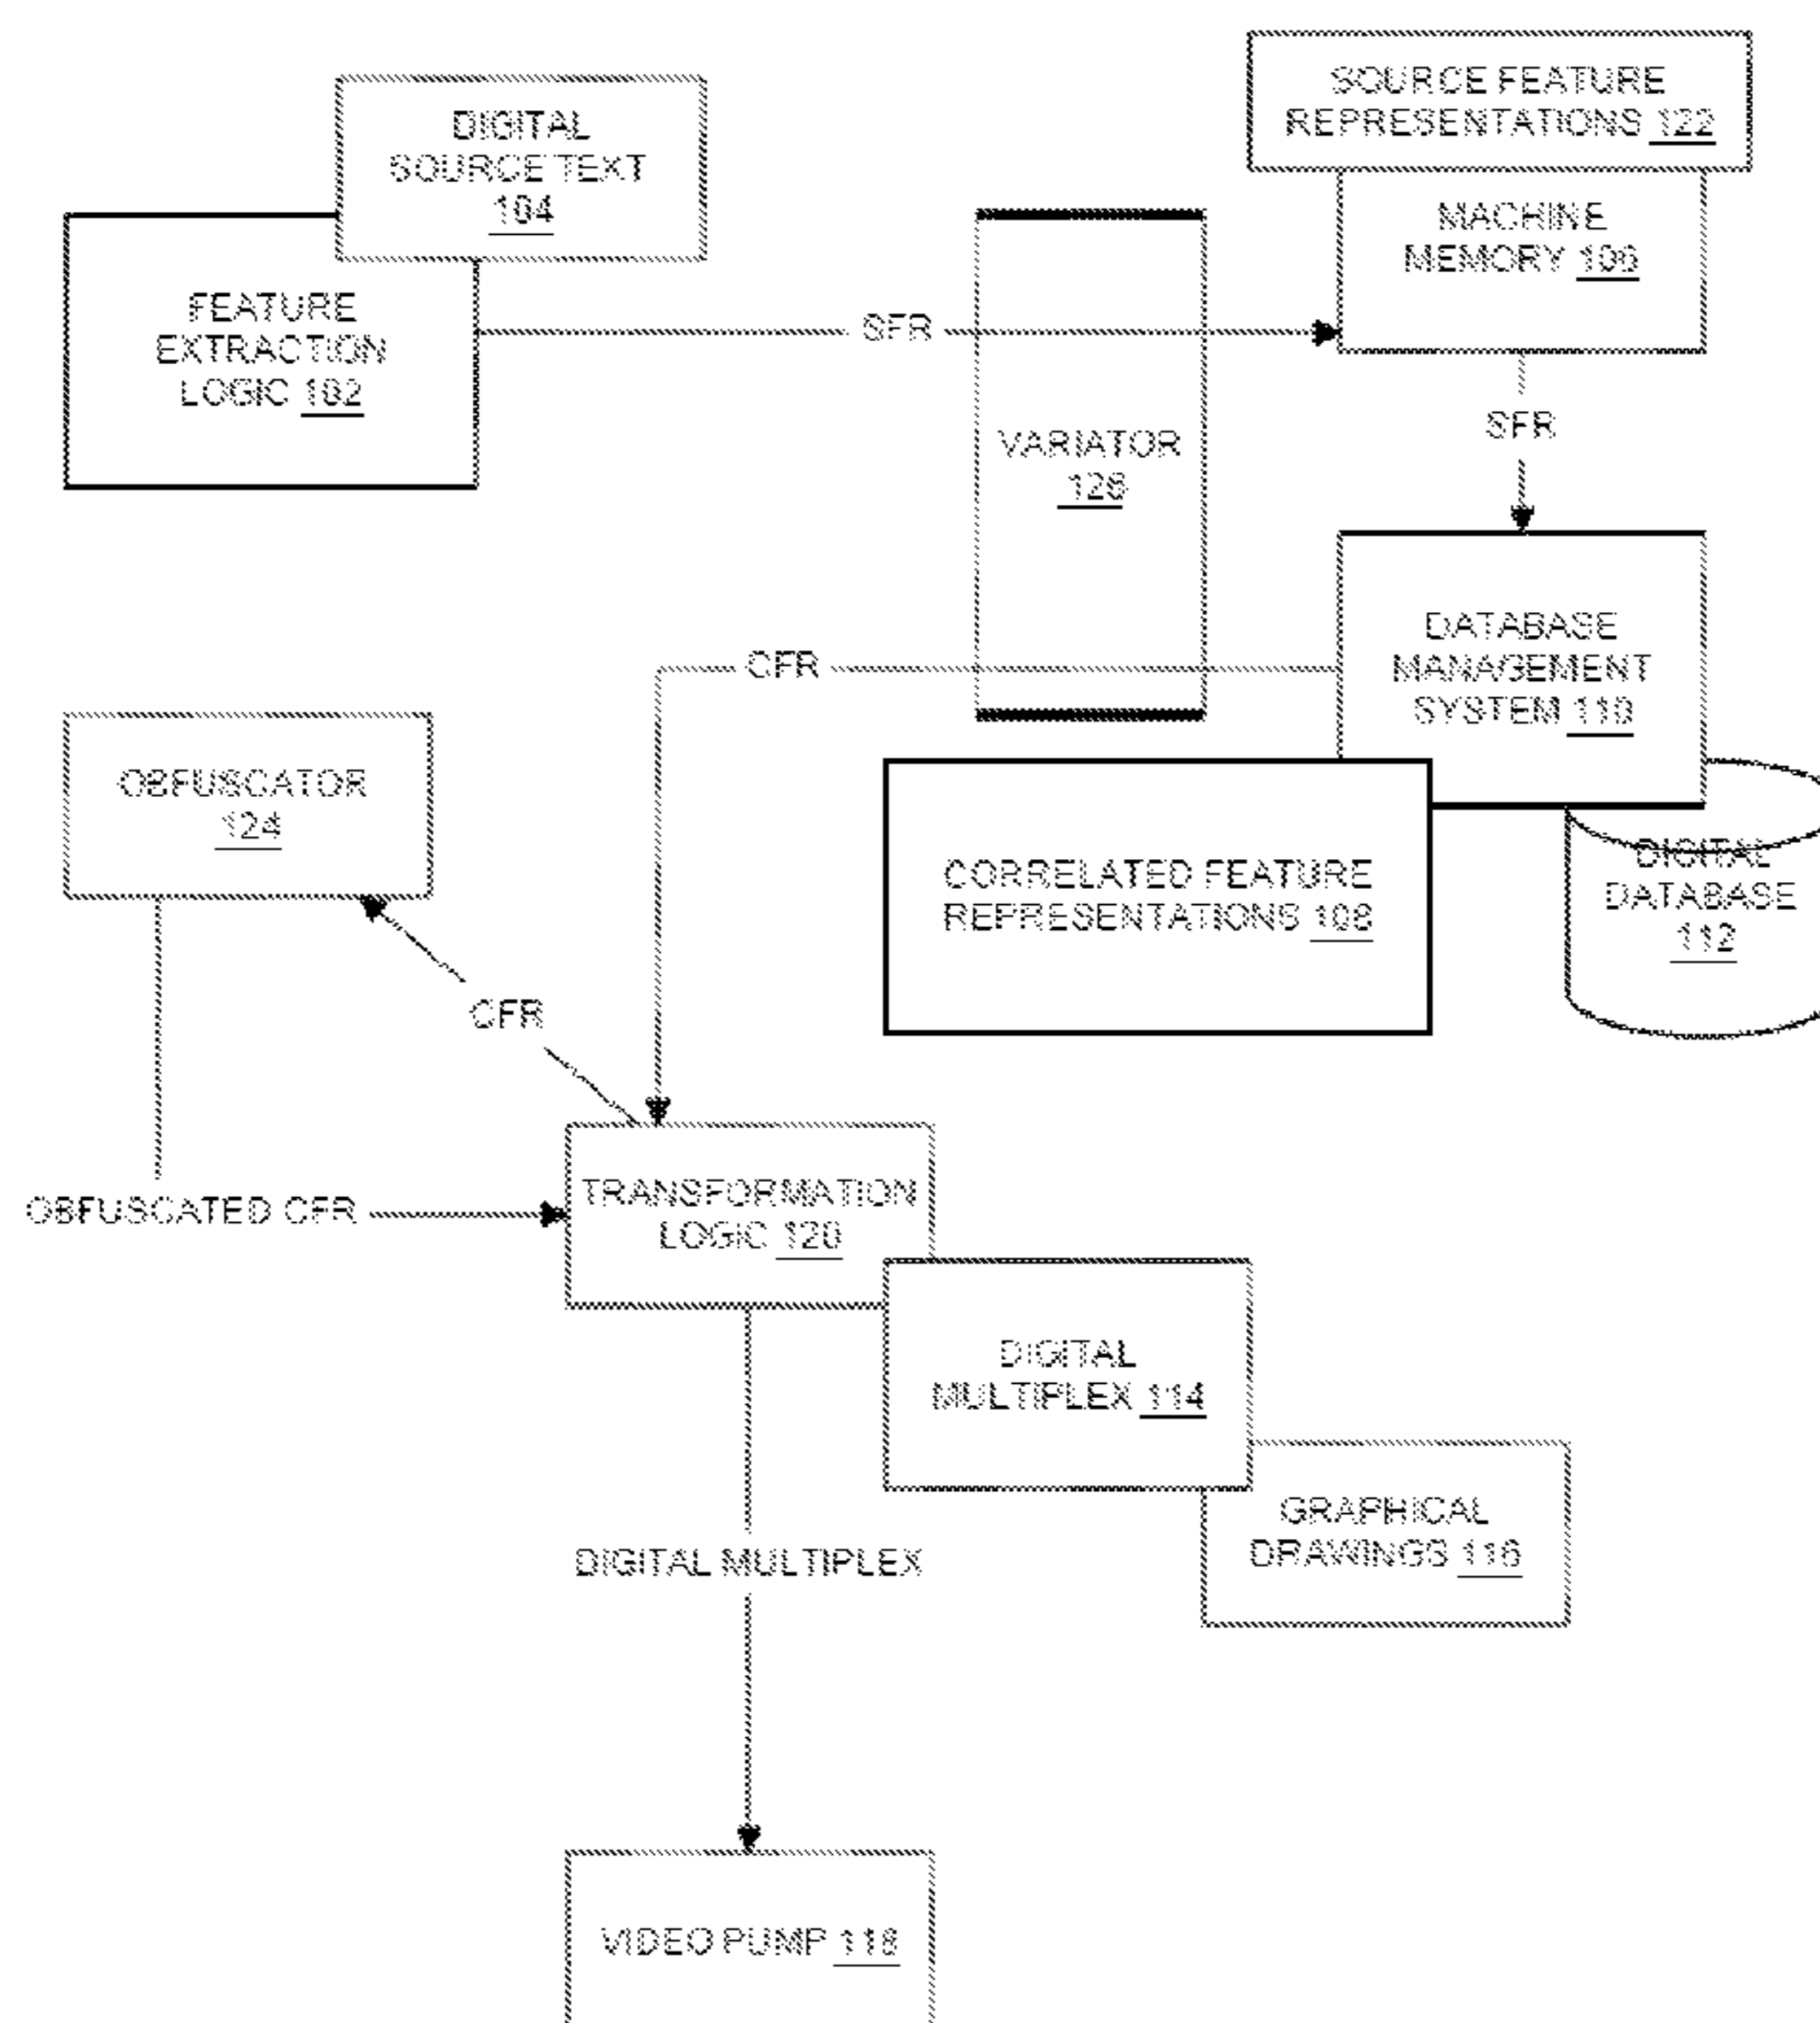 SOURCE FEATURE
REPRESENTATIONS 122
DIGITAL
SOURCE TEXT
104
MACHINE
MEMORY 106
FEATURE
EXTRACTION
LOGIC 102
SFR
SFR
VARIATOR
126
DATABASE
MANAGEMENT
SYSTEM 110
CFR
OBFUSCATOR
124
DIGITAL
DATABASE
112
CORRELATED FEATURE
REPRESENTATIONS 108
CFR
TRANSFORMATION
LOGIC 120
OBFUSCATED CFR
DIGITAL
MULTIPLEX 114
GRAPHICAL
DRAWINGS 116
DIGITAL MULTIPLEX
VIDEO PUMP 118